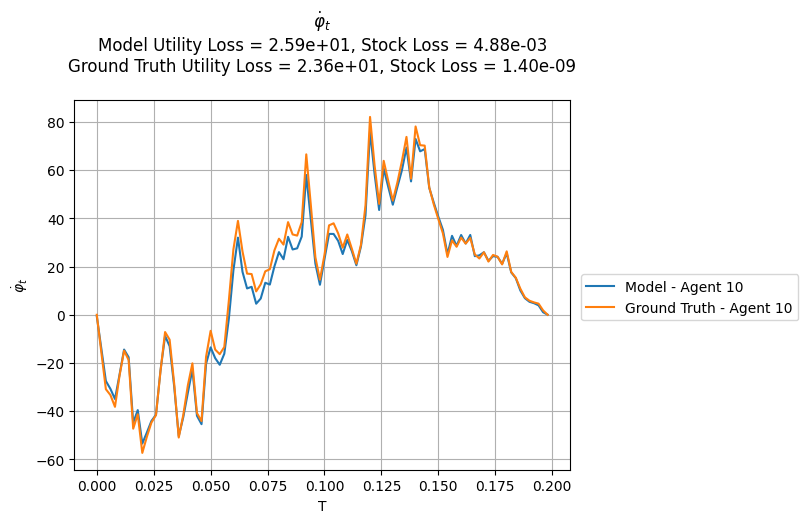 φ̇ₜ
Model Utility Loss = 2.59e+01, Stock Loss = 4.88e-03
Ground Truth Utility Loss = 2.36e+01, Stock Loss = 1.40e-09
80
60
40
20
0
−20
−40
−60
φ̇ₜ
0.000 0.025 0.050 0.075 0.100 0.125 0.150 0.175 0.200
T
Model - Agent 10
Ground Truth - Agent 10